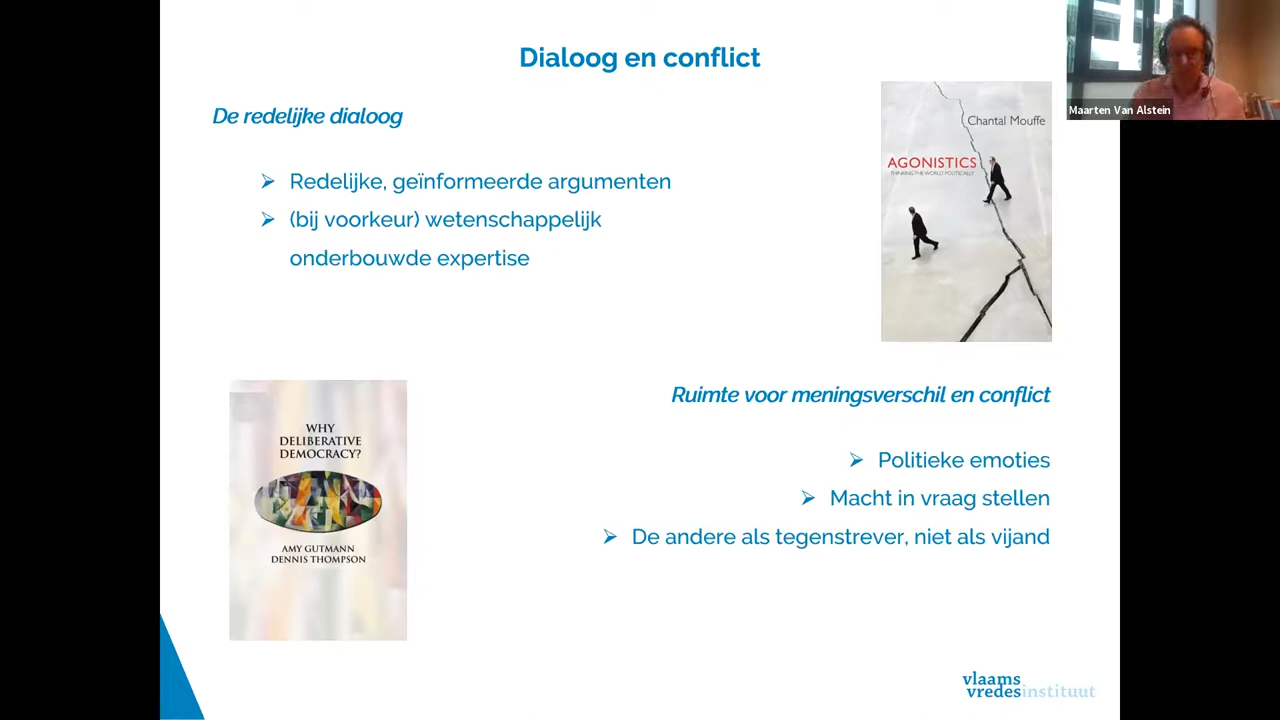 Dialoog en conflict
Maarten Van Alstein
De redelijke dialoog
Chantal Mouffe
AGONISTICS
THINKING THE WORLD POLITICALLY
➢ Redelijke, geïnformeerde argumenten
➢ (bij voorkeur) wetenschappelijk
onderbouwde expertise
WHY
DELIBERATIVE
DEMOCRACY?
AMY GUTMANN
DENNIS THOMPSON
Ruimte voor meningsverschil en conflict
➢ Politieke emoties
➢ Macht in vraag stellen
➢ De andere als tegenstrever, niet als vijand
vlaams
vredesinstituut